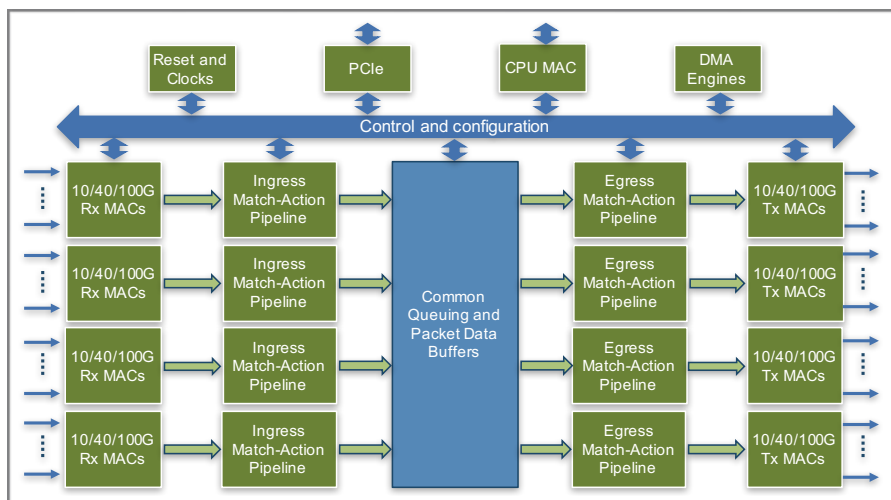 Reset and
Clocks
PCIe
CPU MAC
DMA
Engines
Control and configuration
10/40/100G
Rx MACs
Ingress
Match-Action
Pipeline
Egress
Match-Action
Pipeline
10/40/100G
Tx MACs
10/40/100G
Rx MACs
Ingress
Match-Action
Pipeline
Common
Queuing and
Packet Data
Buffers
Egress
Match-Action
Pipeline
10/40/100G
Tx MACs
10/40/100G
Rx MACs
Ingress
Match-Action
Pipeline
Egress
Match-Action
Pipeline
10/40/100G
Tx MACs
10/40/100G
Rx MACs
Ingress
Match-Action
Pipeline
Egress
Match-Action
Pipeline
10/40/100G
Tx MACs